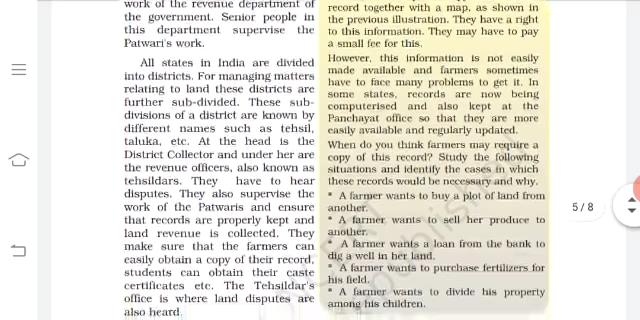 work of the revenue department of
the government. Senior people in
this department supervise the
Patwari's work.
All states in India are divided
into districts. For managing matters
relating to land these districts are
further sub-divided. These sub-
divisions of a district are known by
different names such as tehsil,
taluka, etc. At the head is the
District Collector and under her are
the revenue officers, also known as
tehsildars. They have to hear
disputes. They also supervise the
work of the Patwaris and ensure
that records are properly kept and
land revenue is collected. They
make sure that the farmers can
easily obtain a copy of their record,
students can obtain their caste
certificates etc. The Tehsildar's
office is where land disputes are
also heard.
record together with a map, as shown in
the previous illustration. They have a right
to this information. They may have to pay
a small fee for this.
However, this information is not easily
made available and farmers sometimes
have to face many problems to get it. In
some states, records are now being
computerised and also kept at the
Panchayat office so that they are more
easily available and regularly updated.
When do you think farmers may require a
copy of this record? Study the following
situations and identify the cases in which
these records would be necessary and why.
* A farmer wants to buy a plot of land from
another.
* A farmer wants to sell her produce to
another.
* A farmer wants a loan from the bank to
dig a well in her land.
* A farmer wants to purchase fertilizers for
his field.
* A farmer wants to divide his property
among his children.
5 / 8